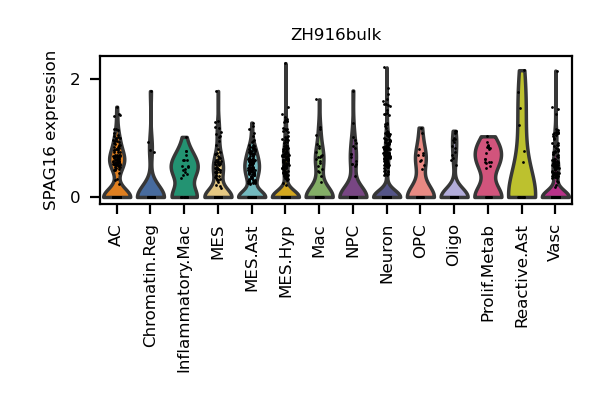 ZH916bulk
SPAG16 expression
2
0
AC
Chromatin.Reg
Inflammatory.Mac
MES
MES.Ast
MES.Hyp
Mac
NPC
Neuron
OPC
Oligo
Prolif.Metab
Reactive.Ast
Vasc